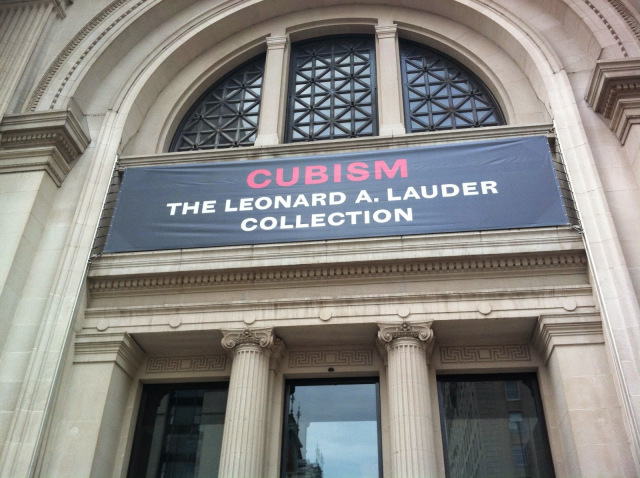 CUBISM
THE LEONARD A. LAUDER
COLLECTION